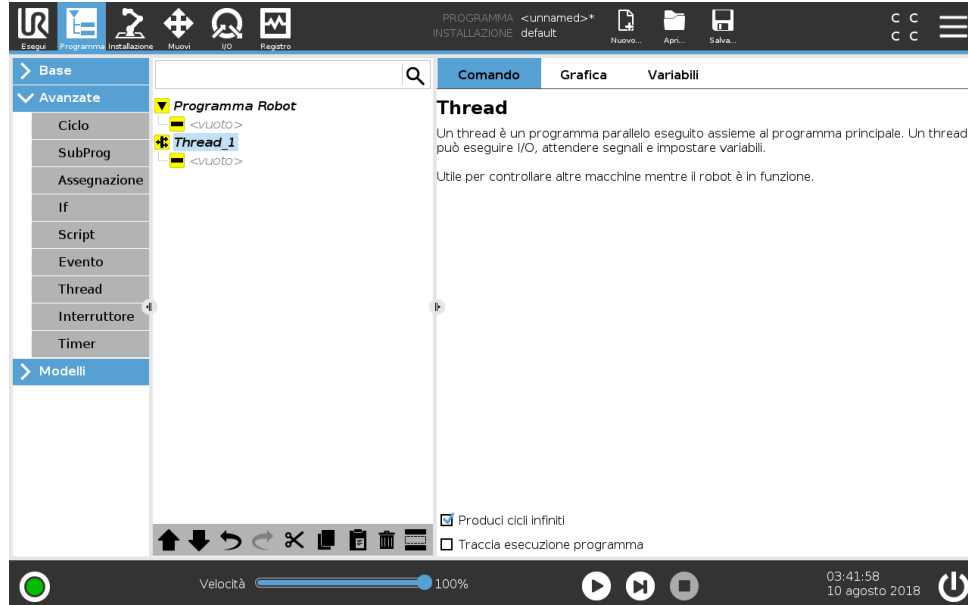 PROGRAMMA <unnamed>*
INSTALLAZIONE default
Esegui Programma Installazione Muovi I/O Registro Nuovo... Apri... Salva...
C C
C C
Base
Avanzate
Ciclo
SubProg
Assegnazione
If
Script
Evento
Thread
Interruttore
Timer
Modelli
Programma Robot
<vuoto>
Thread_1
<vuoto>
Comando Grafica Variabili
Thread
Un thread è un programma parallelo eseguito assieme al programma principale. Un thread
può eseguire I/O, attendere segnali e impostare variabili.
Utile per controllare altre macchine mentre il robot è in funzione.
Produci cicli infiniti
Traccia esecuzione programma
Velocità 100%
03:41:58
10 agosto 2018